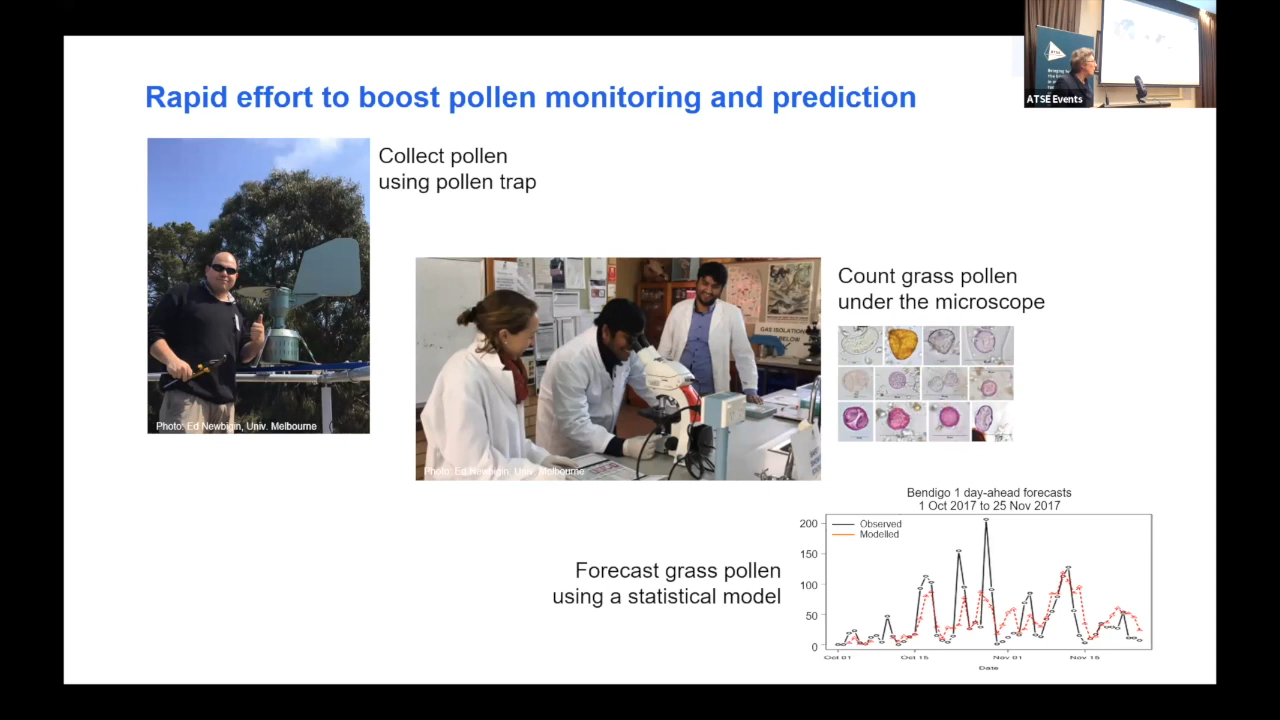 Rapid effort to boost pollen monitoring and prediction
ATSE Events
Collect pollen
using pollen trap
Photo: Ed Newbigin, Univ. Melbourne
GAS ISOLATION
BELOW
Photo: Ed Newbigin, Univ. Melbourne
Count grass pollen
under the microscope
Forecast grass pollen
using a statistical model
Bendigo 1 day-ahead forecasts
1 Oct 2017 to 25 Nov 2017
Observed
Modelled
200
150
100
50
0
Oct 01
Oct 15
Nov 01
Nov 15
Date